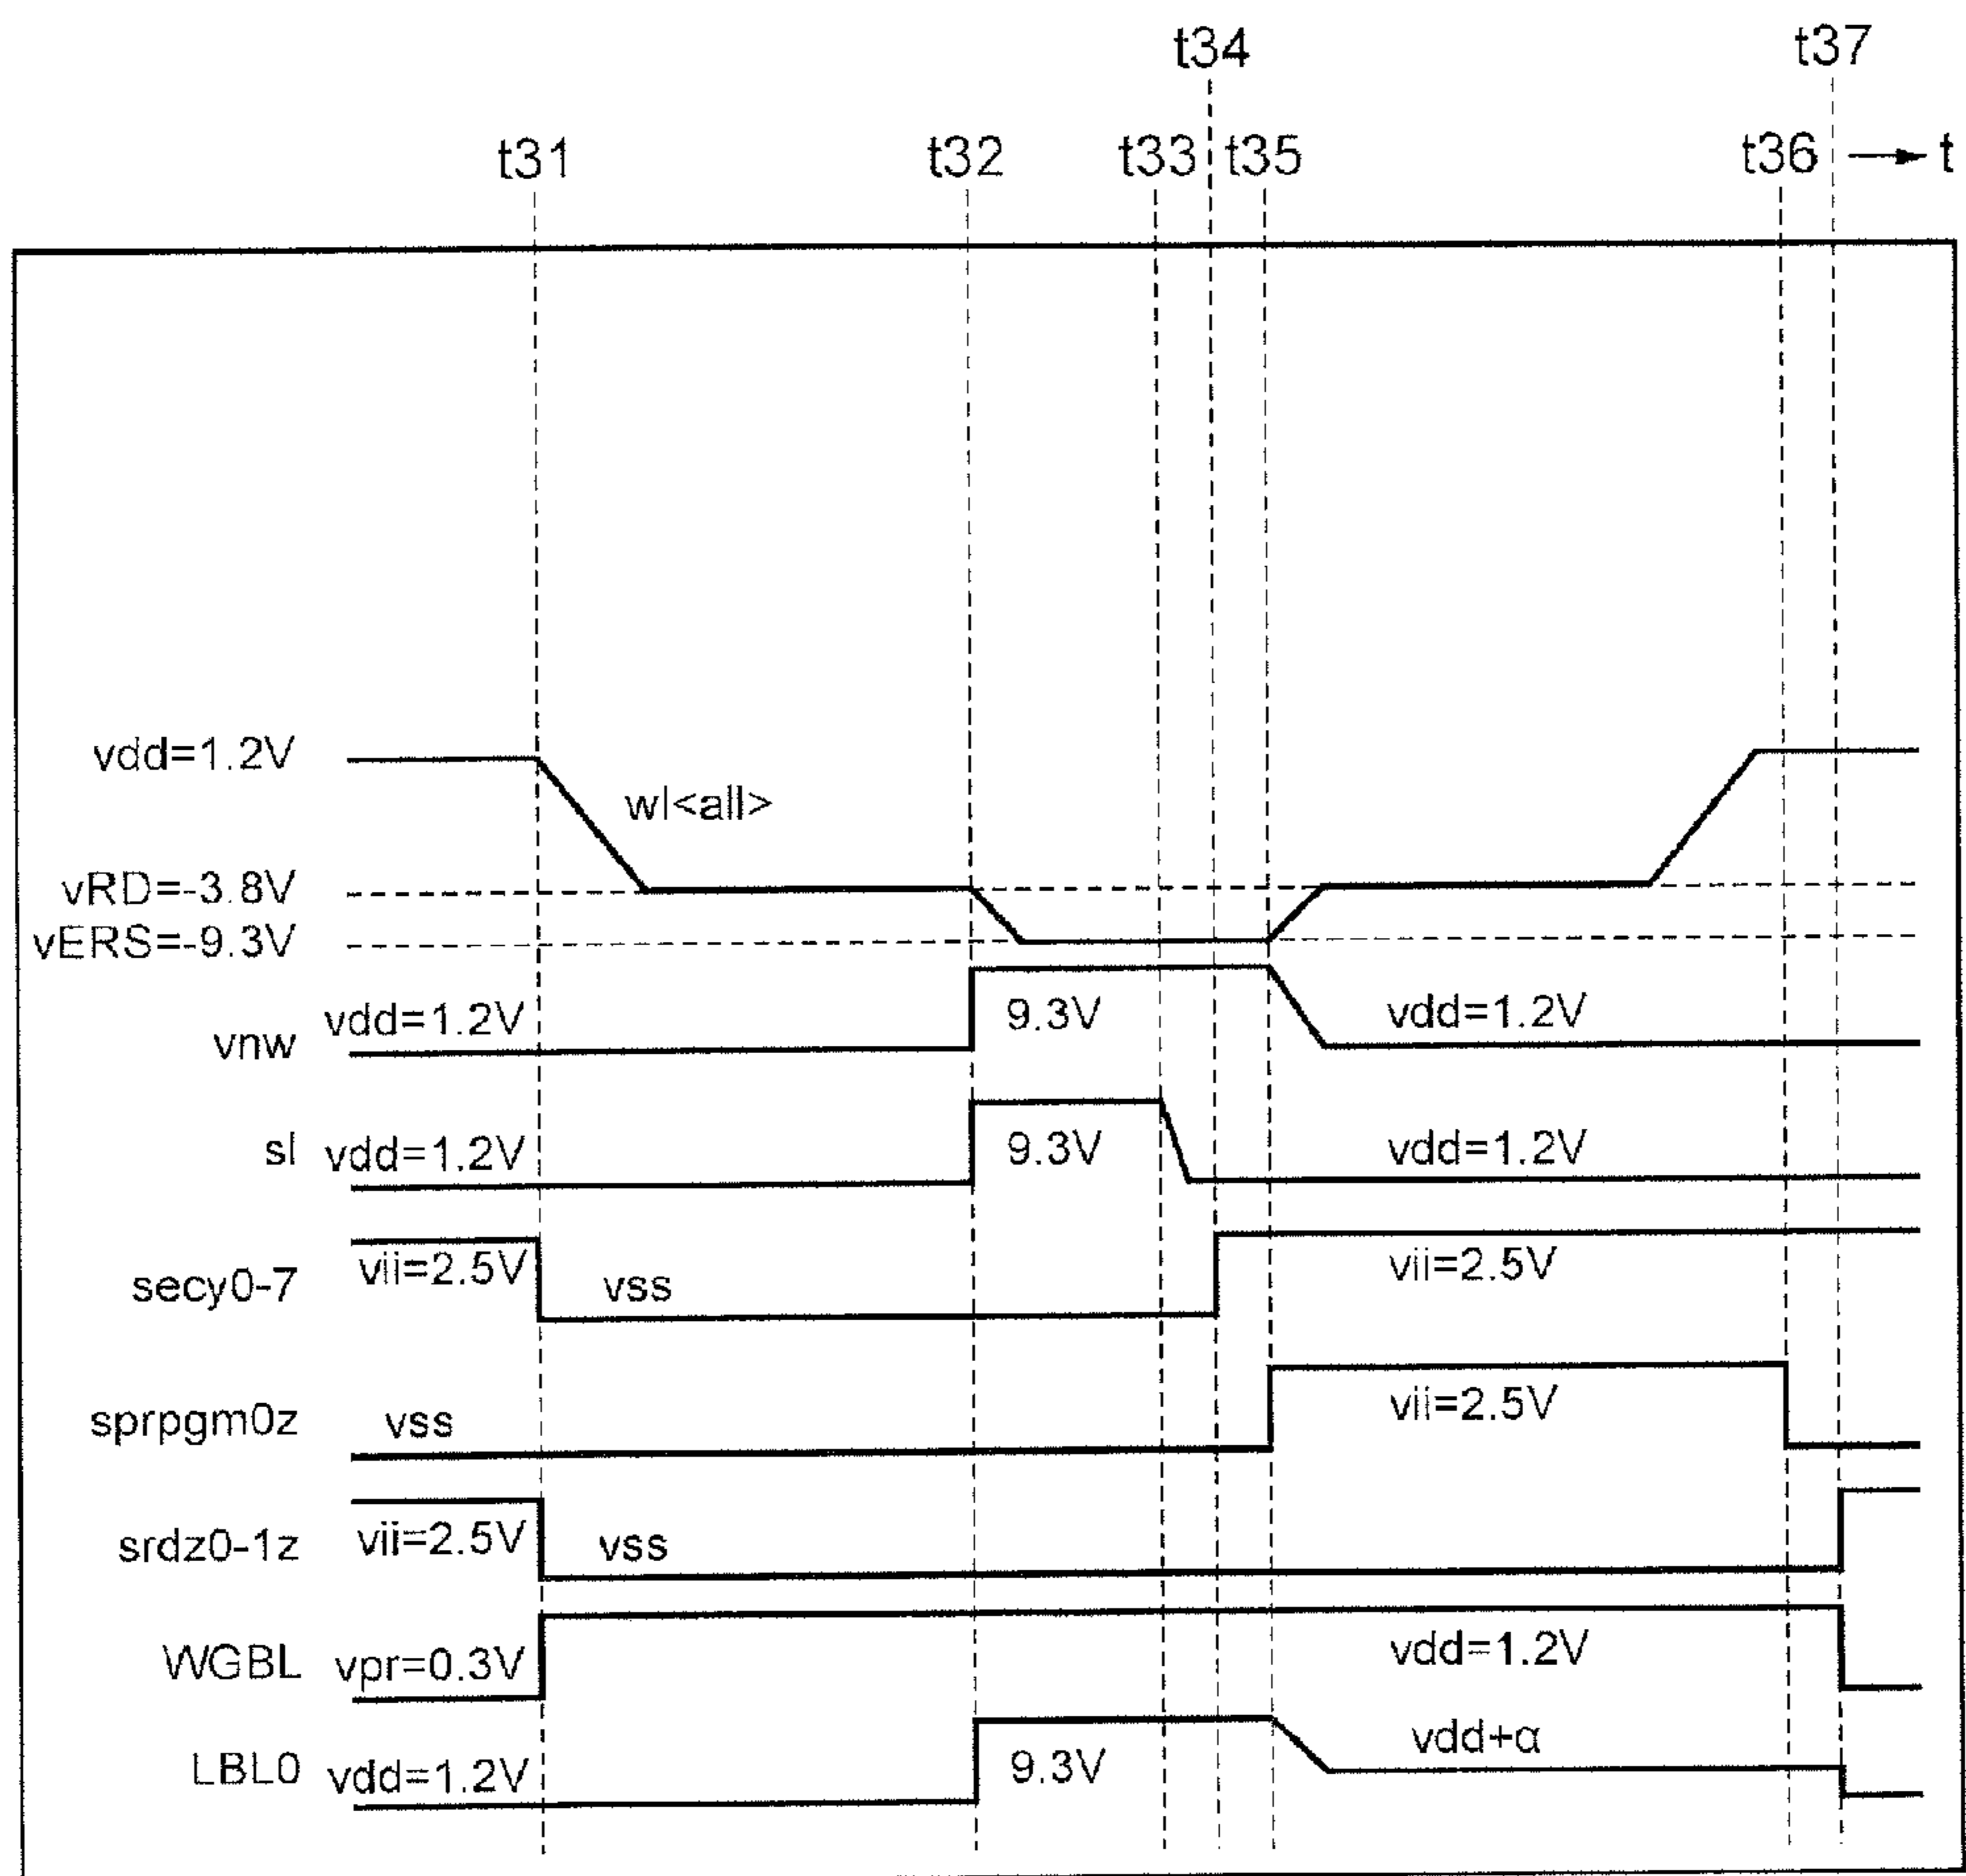 t34 t37
t31 t32 t33 t35 t36 t
vdd=1.2V
wl<all>
vRD=-3.8V
vERS=-9.3V
vnw vdd=1.2V 9.3V vdd=1.2V
sl vdd=1.2V 9.3V vdd=1.2V
secy0-7 vii=2.5V vss vii=2.5V
sprpgm0z vss vii=2.5V
srdz0-1z vii=2.5V vss
WGBL vpr=0.3V vdd=1.2V
LBL0 vdd=1.2V 9.3V vdd+α